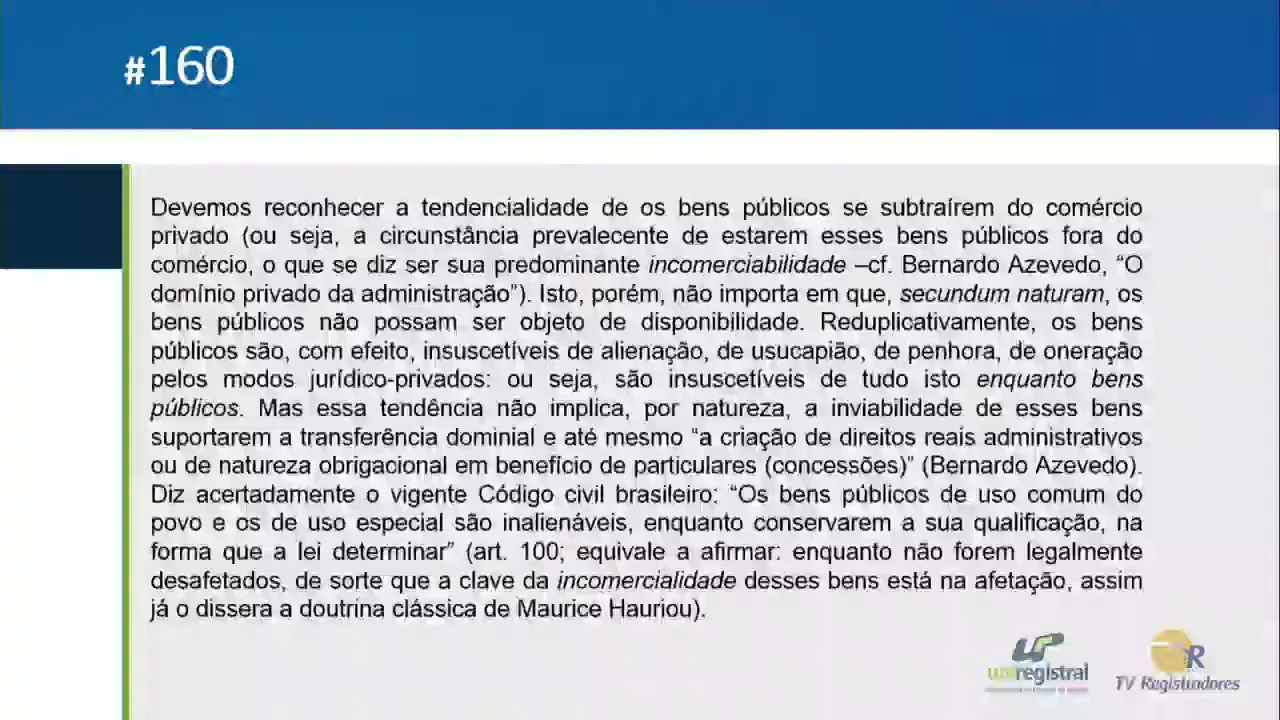 #160
Devemos reconhecer a tendencialidade de os bens públicos se subtraírem do comércio
privado (ou seja, a circunstância prevalecente de estarem esses bens públicos fora do
comércio, o que se diz ser sua predominante incomerciabilidade –cf. Bernardo Azevedo, “O
domínio privado da administração”). Isto, porém, não importa em que, secundum naturam, os
bens públicos não possam ser objeto de disponibilidade. Reduplicativamente, os bens
públicos são, com efeito, insuscetíveis de alienação, de usucapião, de penhora, de oneração
pelos modos jurídico-privados: ou seja, são insuscetíveis de tudo isto enquanto bens
públicos. Mas essa tendência não implica, por natureza, a inviabilidade de esses bens
suportarem a transferência dominial e até mesmo “a criação de direitos reais administrativos
ou de natureza obrigacional em benefício de particulares (concessões)” (Bernardo Azevedo).
Diz acertadamente o vigente Código civil brasileiro: “Os bens públicos de uso comum do
povo e os de uso especial são inalienáveis, enquanto conservarem a sua qualificação, na
forma que a lei determinar” (art. 100; equivale a afirmar: enquanto não forem legalmente
desafetados, de sorte que a clave da incomercialidade desses bens está na afetação, assim
já o dissera a doutrina clássica de Maurice Hauriou).
uniregistral
R
TV Registradores